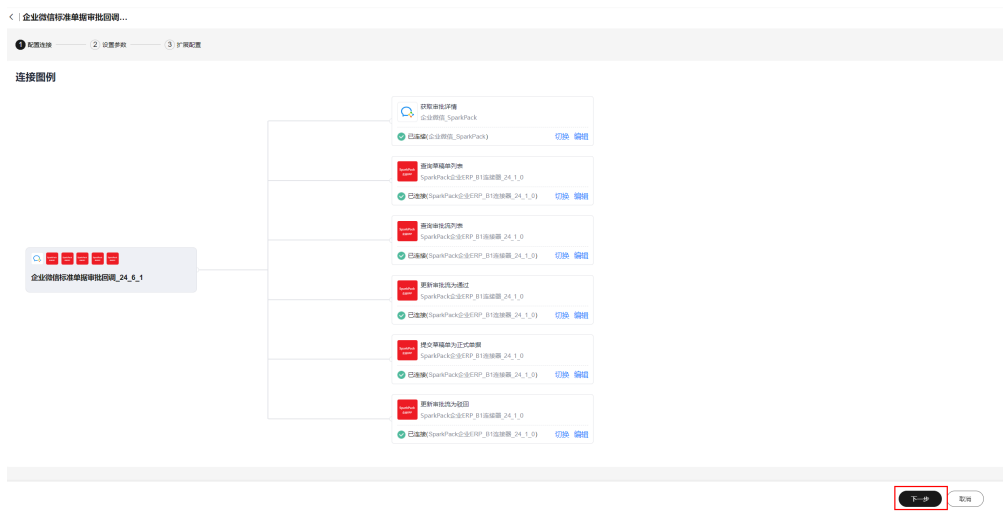 企业微信标准单据审批回调...
1 配置连接 2 设置参数 3 扩展配置
连接图例
获取审批详情
企业微信_SparkPack
已连接(企业微信_SparkPack) 切换 编辑
查询草稿单列表
SparkPack企业ERP_B1连接器_24_1_0
已连接(SparkPack企业ERP_B1连接器_24_1_0) 切换 编辑
查询审批流列表
SparkPack企业ERP_B1连接器_24_1_0
已连接(SparkPack企业ERP_B1连接器_24_1_0) 切换 编辑
企业微信标准单据审批回调_24_6_1
更新审批流为通过
SparkPack企业ERP_B1连接器_24_1_0
已连接(SparkPack企业ERP_B1连接器_24_1_0) 切换 编辑
提交草稿单为正式单据
SparkPack企业ERP_B1连接器_24_1_0
已连接(SparkPack企业ERP_B1连接器_24_1_0) 切换 编辑
更新审批流为驳回
SparkPack企业ERP_B1连接器_24_1_0
已连接(SparkPack企业ERP_B1连接器_24_1_0) 切换 编辑
下一步 取消